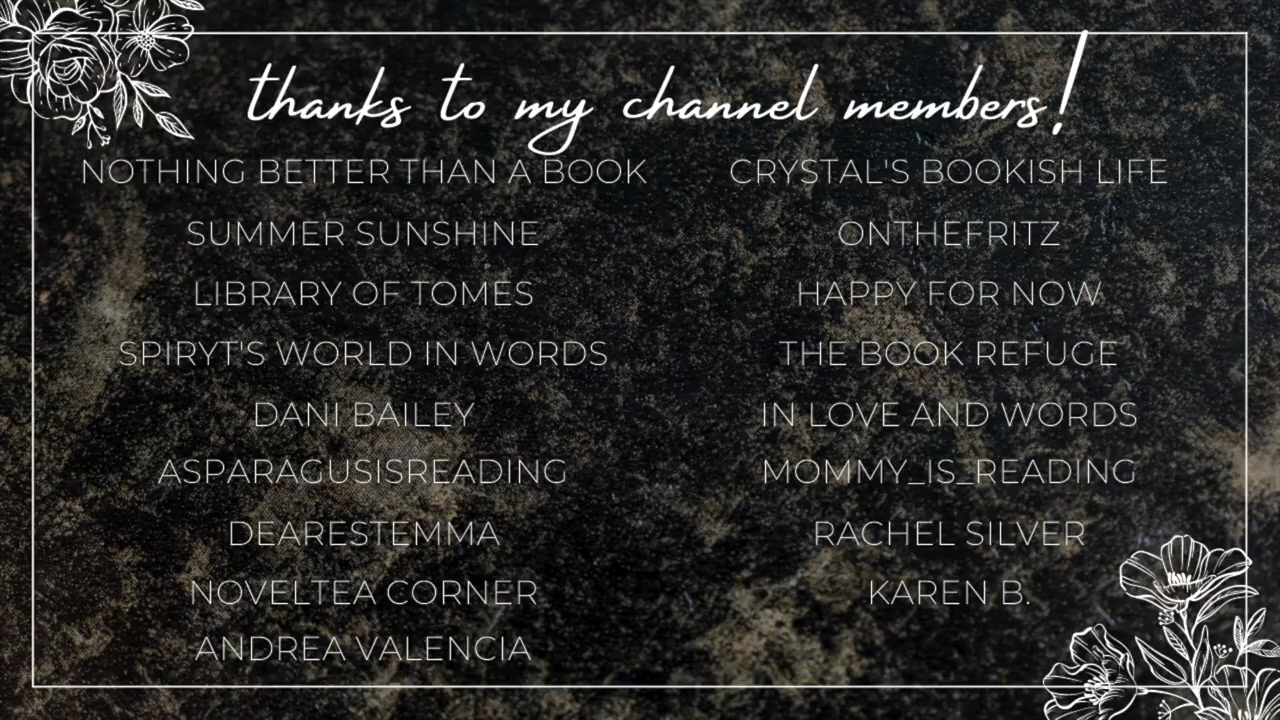 thanks to my channel members!
NOTHING BETTER THAN A BOOK
SUMMER SUNSHINE
LIBRARY OF TOMES
SPIRYT'S WORLD IN WORDS
DANI BAILEY
ASPARAGUSISREADING
DEARESTEMMA
NOVELTEA CORNER
ANDREA VALENCIA
CRYSTAL'S BOOKISH LIFE
ONTHEFRITZ
HAPPY FOR NOW
THE BOOK REFUGE
IN LOVE AND WORDS
MOMMY_IS_READING
RACHEL SILVER
KAREN B.